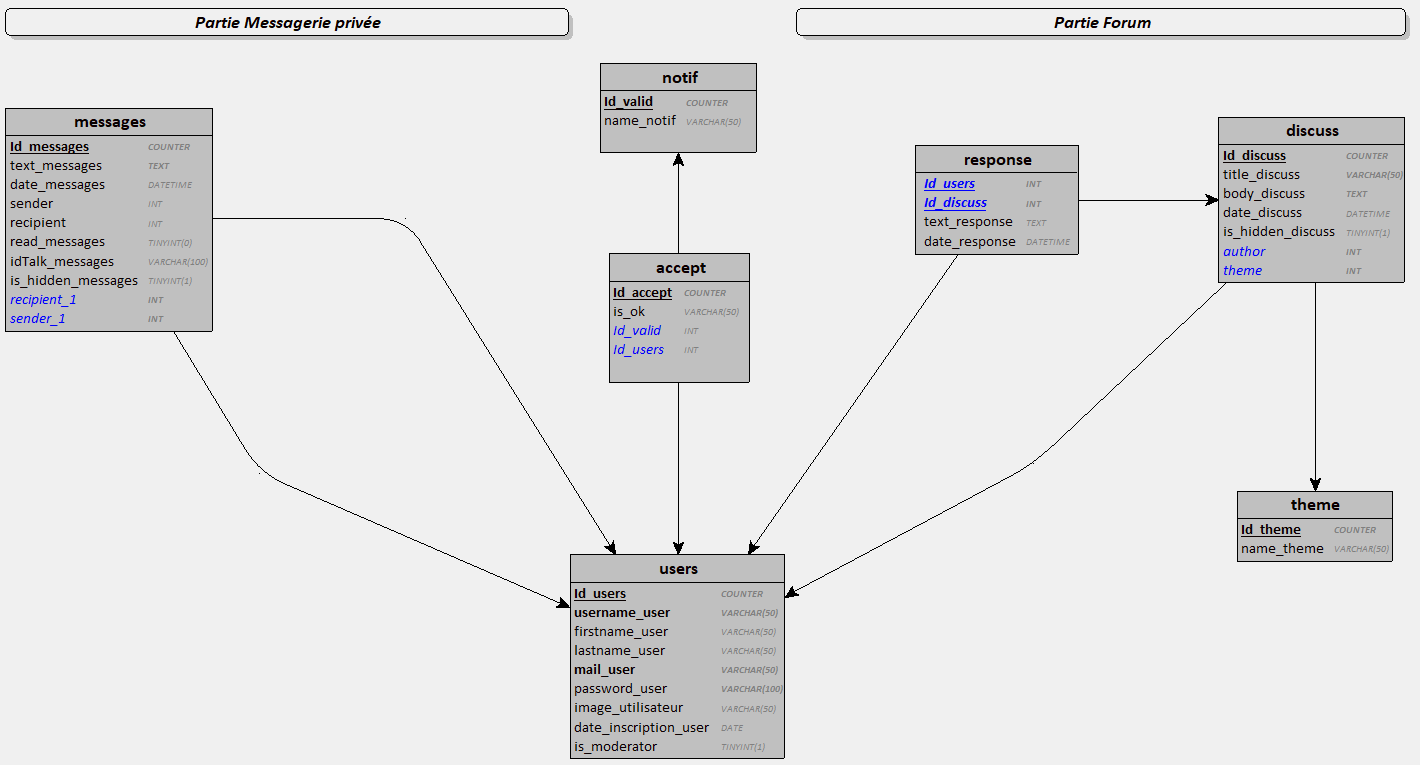 Partie Messagerie privée
Partie Forum
notif
Id_valid COUNTER
name_notif VARCHAR(50)
messages
Id_messages COUNTER
text_messages TEXT
date_messages DATETIME
sender INT
recipient INT
read_messages TINYINT(0)
idTalk_messages VARCHAR(100)
is_hidden_messages TINYINT(1)
recipient_1 INT
sender_1 INT
accept
Id_accept COUNTER
is_ok VARCHAR(50)
Id_valid INT
Id_users INT
response
Id_users INT
Id_discuss INT
text_response TEXT
date_response DATETIME
discuss
Id_discuss COUNTER
title_discuss VARCHAR(50)
body_discuss TEXT
date_discuss DATETIME
is_hidden_discuss TINYINT(1)
author INT
theme INT
theme
Id_theme COUNTER
name_theme VARCHAR(50)
users
Id_users COUNTER
username_user VARCHAR(50)
firstname_user VARCHAR(50)
lastname_user VARCHAR(50)
mail_user VARCHAR(50)
password_user VARCHAR(100)
image_utilisateur VARCHAR(50)
date_inscription_user DATE
is_moderator TINYINT(1)